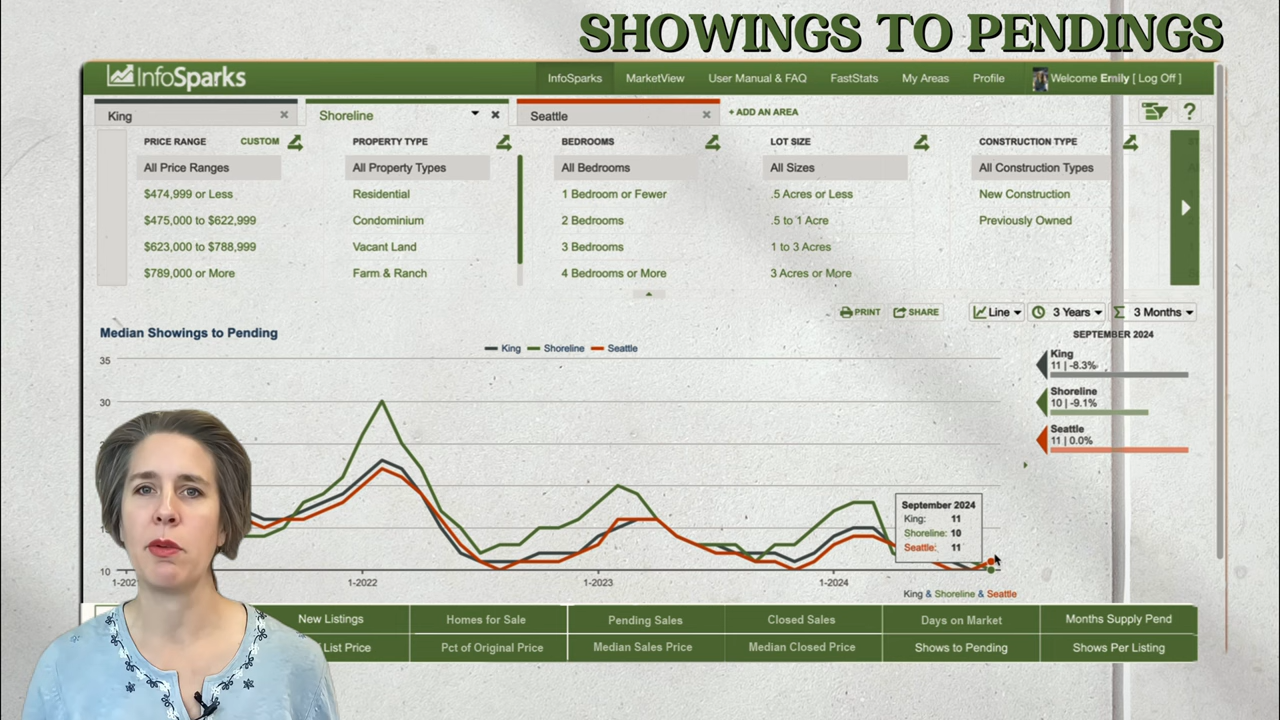 SHOWINGS TO PENDINGS
InfoSparks
InfoSparks MarketView User Manual & FAQ FastStats My Areas Profile Welcome Emily [ Log Off ]
King Shoreline Seattle + ADD AN AREA ?
PRICE RANGE CUSTOM PROPERTY TYPE BEDROOMS LOT SIZE CONSTRUCTION TYPE
All Price Ranges All Property Types All Bedrooms All Sizes All Construction Types
$474,999 or Less Residential 1 Bedroom or Fewer .5 Acres or Less New Construction
$475,000 to $622,999 Condominium 2 Bedrooms .5 to 1 Acre Previously Owned
$623,000 to $788,999 Vacant Land 3 Bedrooms 1 to 3 Acres
$789,000 or More Farm & Ranch 4 Bedrooms or More 3 Acres or More
PRINT SHARE Line 3 Years Σ 3 Months
Median Showings to Pending
SEPTEMBER 2024
King Shoreline Seattle
King
11 | -8.3%
Shoreline
10 | -9.1%
Seattle
11 | 0.0%
35
30
10
September 2024
King: 11
Shoreline: 10
Seattle: 11
1-2022 1-2023 1-2024
King & Shoreline & Seattle
New Listings Homes for Sale Pending Sales Closed Sales Days on Market Months Supply Pend
List Price Pct of Original Price Median Sales Price Median Closed Price Shows to Pending Shows Per Listing